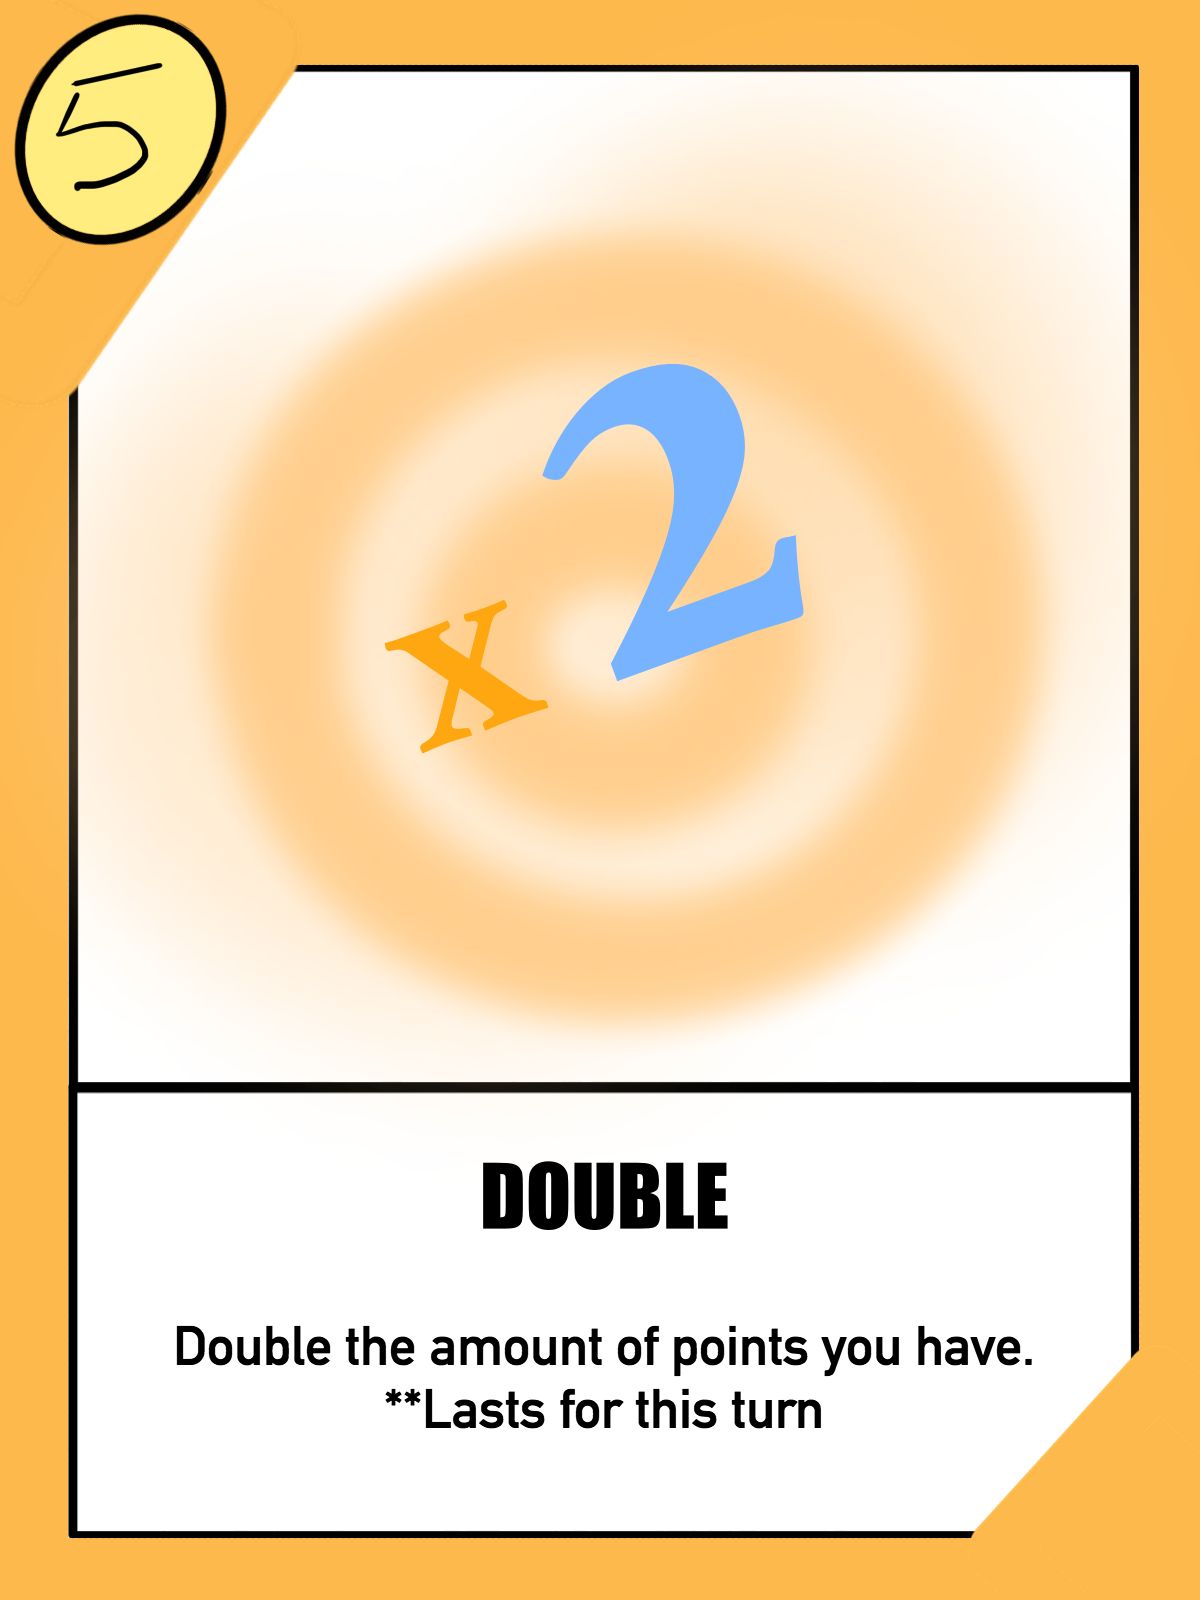 5
x2
DOUBLE
Double the amount of points you have.
**Lasts for this turn